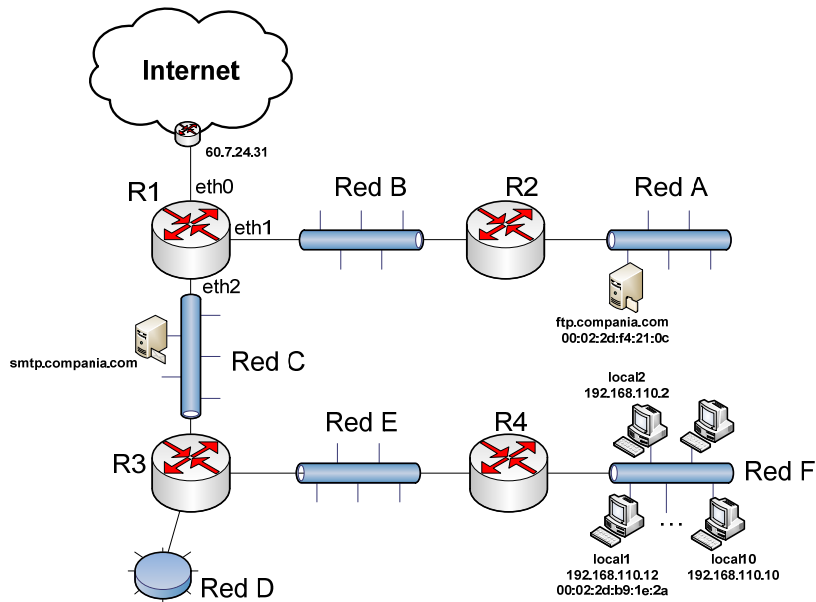 Internet
60.7.24.31
R1
eth0
Red B
R2
Red A
eth1
eth2
ftp.compania.com
00:02:2d:f4:21:0c
smtp.compania.com
Red C
local2
192.168.110.2
Red E
R4
R3
Red F
...
local1
192.168.110.12
00:02:2d:b9:1e:2a
local10
192.168.110.10
Red D